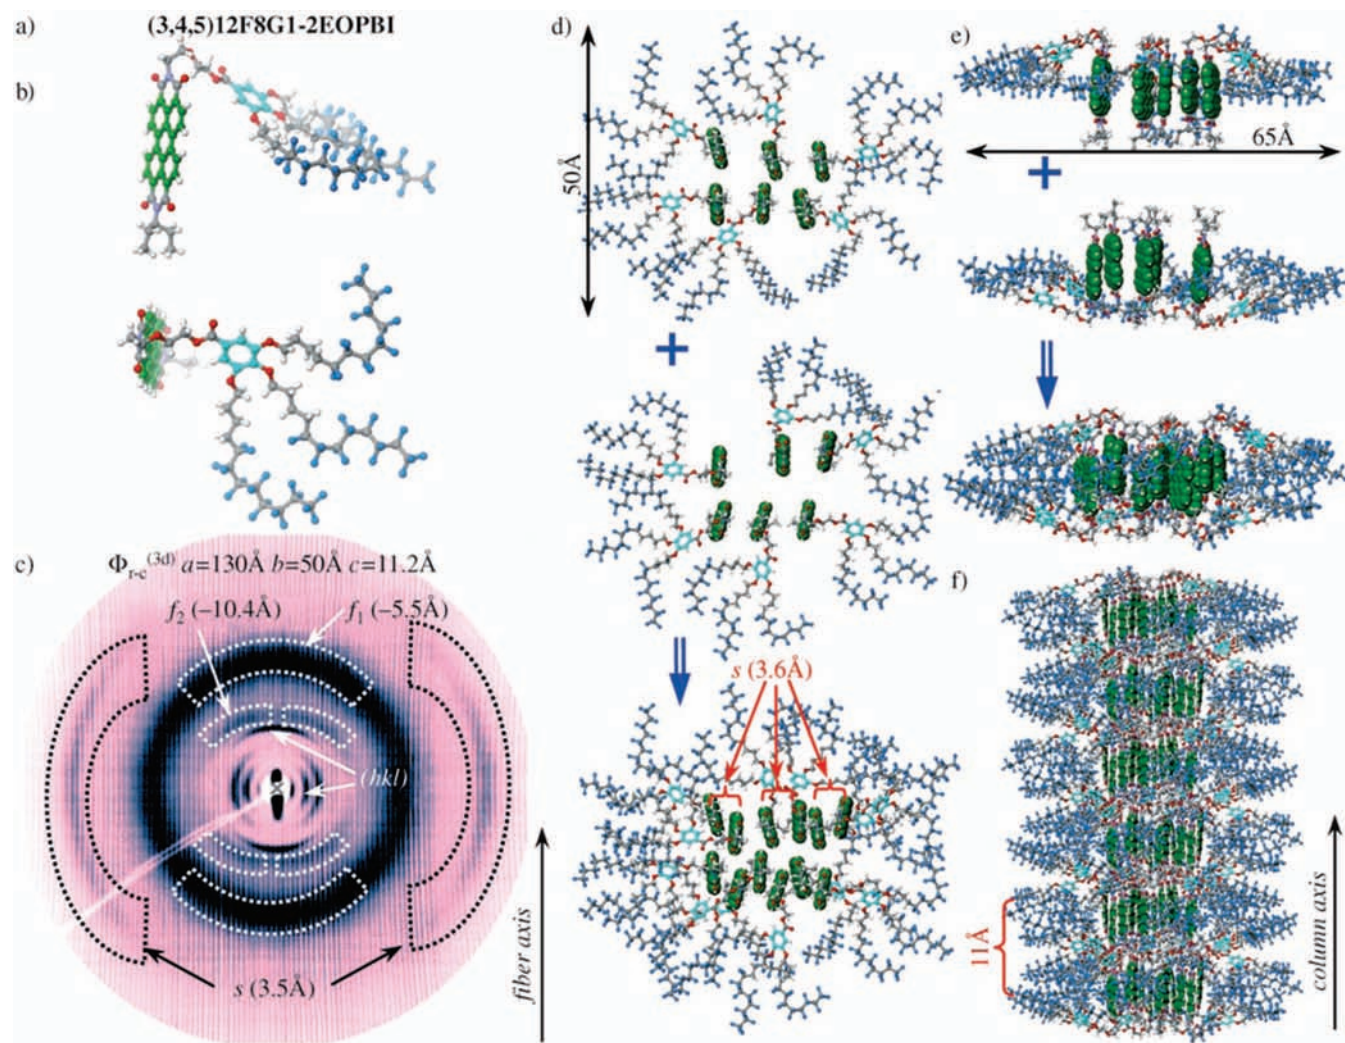 a)
(3,4,5)12F8G1-2EOPBI
b)
c)
Φr-c(3d) a=130Å b=50Å c=11.2Å
f2 (−10.4Å)
f1 (−5.5Å)
(hkl)
s (3.5Å)
fiber axis
d)
50Å
+
s (3.6Å)
e)
65Å
+
f)
11Å
column axis